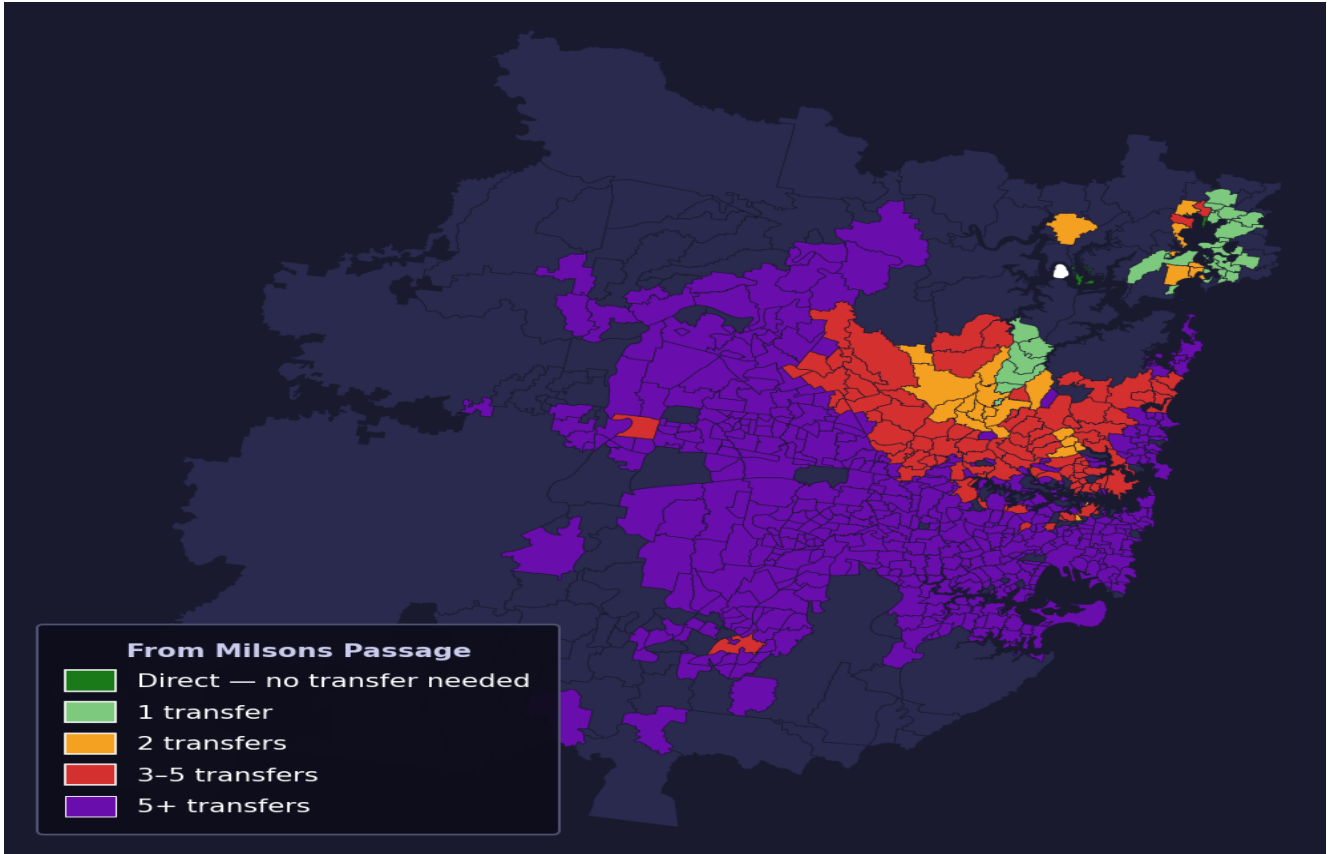 From Milsons Passage
Direct — no transfer needed
1 transfer
2 transfers
3–5 transfers
5+ transfers